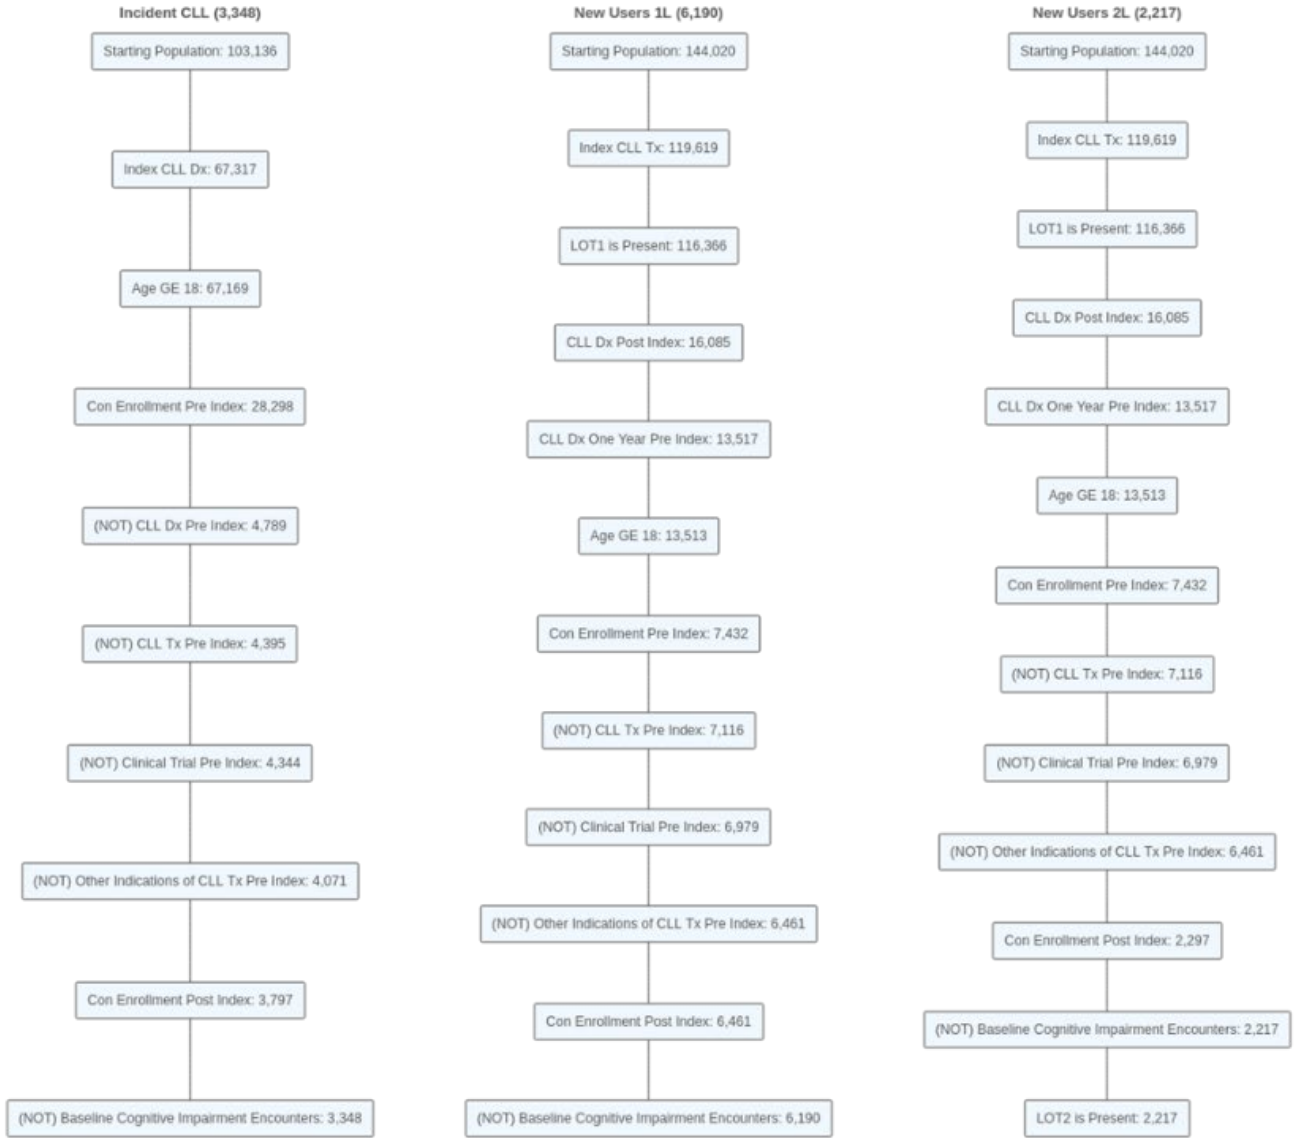 Incident CLL (3,348)
Starting Population: 103,136
Index CLL Dx: 67,317
Age GE 18: 67,169
Con Enrollment Pre Index: 28,298
(NOT) CLL Dx Pre Index: 4,789
(NOT) CLL Tx Pre Index: 4,395
(NOT) Clinical Trial Pre Index: 4,344
(NOT) Other Indications of CLL Tx Pre Index: 4,071
Con Enrollment Post Index: 3,797
(NOT) Baseline Cognitive Impairment Encounters: 3,348
New Users 1L (6,190)
Starting Population: 144,020
Index CLL Tx: 119,619
LOT1 is Present: 116,366
CLL Dx Post Index: 16,085
CLL Dx One Year Pre Index: 13,517
Age GE 18: 13,513
Con Enrollment Pre Index: 7,432
(NOT) CLL Tx Pre Index: 7,116
(NOT) Clinical Trial Pre Index: 6,979
(NOT) Other Indications of CLL Tx Pre Index: 6,461
Con Enrollment Post Index: 6,461
(NOT) Baseline Cognitive Impairment Encounters: 6,190
New Users 2L (2,217)
Starting Population: 144,020
Index CLL Tx: 119,619
LOT1 is Present: 116,366
CLL Dx Post Index: 16,085
CLL Dx One Year Pre Index: 13,517
Age GE 18: 13,513
Con Enrollment Pre Index: 7,432
(NOT) CLL Tx Pre Index: 7,116
(NOT) Clinical Trial Pre Index: 6,979
(NOT) Other Indications of CLL Tx Pre Index: 6,461
Con Enrollment Post Index: 2,297
(NOT) Baseline Cognitive Impairment Encounters: 2,217
LOT2 is Present: 2,217